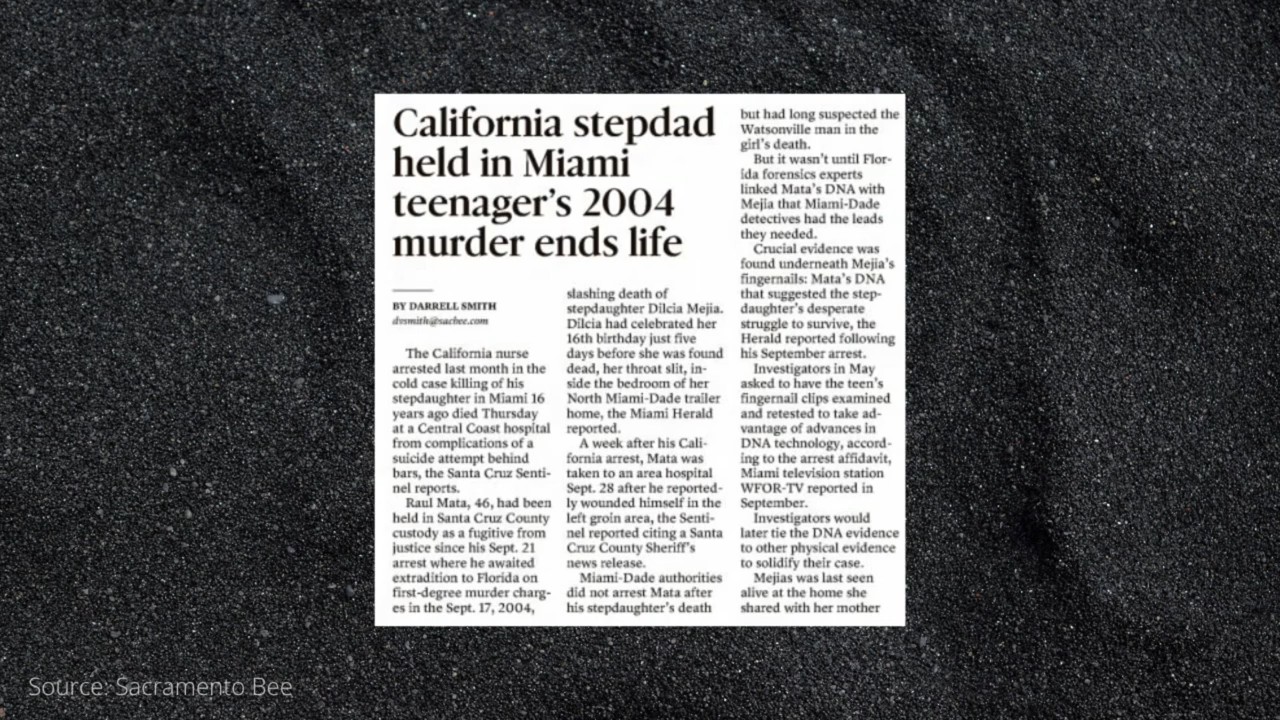 California stepdad
held in Miami
teenager's 2004
murder ends life
BY DARRELL SMITH
dvsmith@sacbee.com
The California nurse
arrested last month in the
cold case killing of his
stepdaughter in Miami 16
years ago died Thursday
at a Central Coast hospital
from complications of a
suicide attempt behind
bars, the Santa Cruz Senti-
nel reports.
Raul Mata, 46, had been
held in Santa Cruz County
custody as a fugitive from
justice since his Sept. 21
arrest where he awaited
extradition to Florida on
first-degree murder charg-
es in the Sept. 17, 2004,
slashing death of
stepdaughter Dilcia Mejia.
Dilcia had celebrated her
16th birthday just five
days before she was found
dead, her throat slit, in-
side the bedroom of her
North Miami-Dade trailer
home, the Miami Herald
reported.
A week after his Cali-
fornia arrest, Mata was
taken to an area hospital
Sept. 28 after he reported-
ly wounded himself in the
left groin area, the Senti-
nel reported citing a Santa
Cruz County Sheriff's
news release.
Miami-Dade authorities
did not arrest Mata after
his stepdaughter's death
but had long suspected the
Watsonville man in the
girl's death.
But it wasn't until Flor-
ida forensics experts
linked Mata's DNA with
Mejia that Miami-Dade
detectives had the leads
they needed.
Crucial evidence was
found underneath Mejia's
fingernails: Mata's DNA
that suggested the step-
daughter's desperate
struggle to survive, the
Herald reported following
his September arrest.
Investigators in May
asked to have the teen's
fingernail clips examined
and retested to take ad-
vantage of advances in
DNA technology, accord-
ing to the arrest affidavit,
Miami television station
WFOR-TV reported in
September.
Investigators would
later tie the DNA evidence
to other physical evidence
to solidify their case.
Mejias was last seen
alive at the home she
shared with her mother
Source: Sacramento Bee